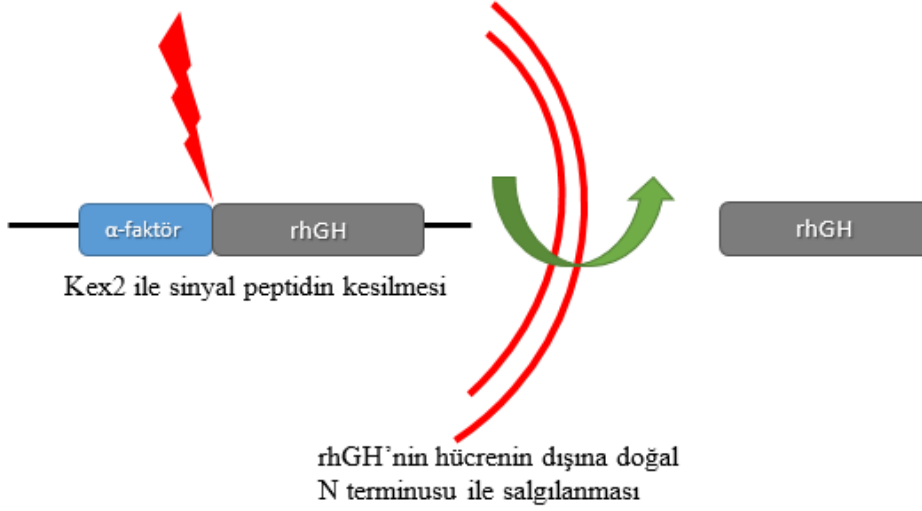 α-faktör
rhGH
rhGH
Kex2 ile sinyal peptidin kesilmesi
rhGH’nin hücrenin dışına doğal
N terminusu ile salgılanması